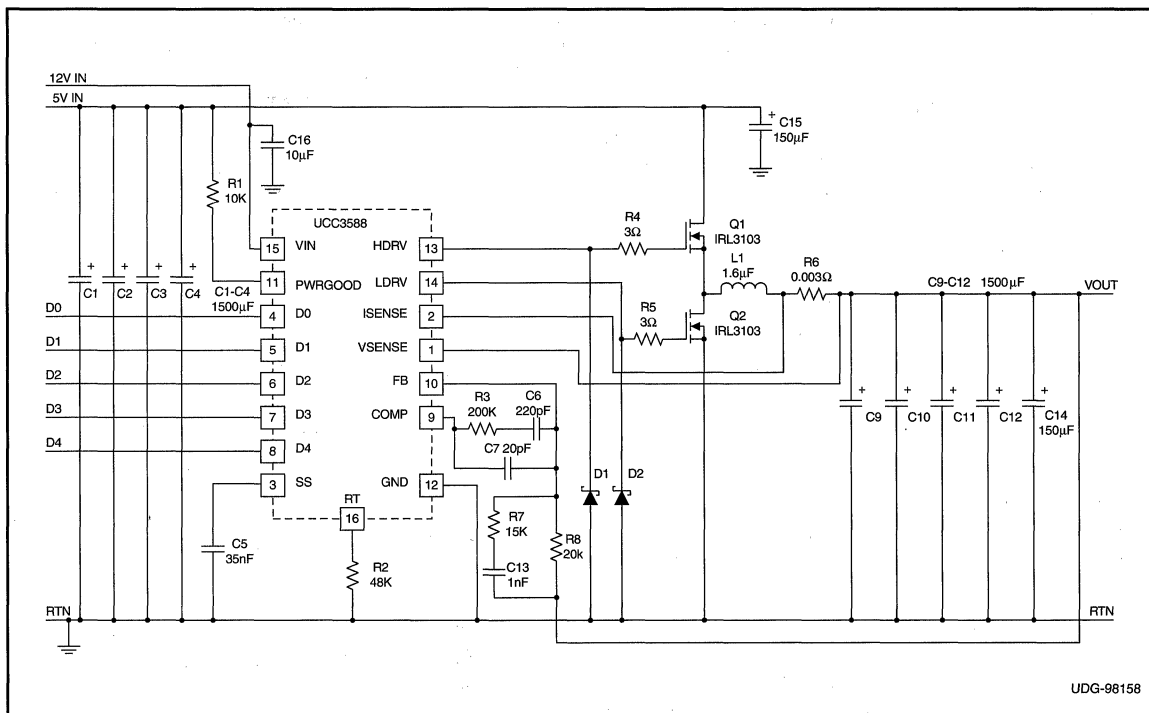 12V IN
5V IN
C16
10µF
+
C15
150µF
R1
10K
UCC3588
R4
3Ω
Q1
IRL3103
15
VIN
HDRV
13
L1
1.6µF
R6
0.003Ω
+
+
+
+
C1
C2
C3
C4
11
PWRGOOD
LDRV
14
C1-C4
1500µF
C9-C12 1500µF
VOUT
D0
4
D0
ISENSE
2
R5
3Ω
Q2
IRL3103
D1
5
D1
VSENSE
1
D2
6
D2
FB
10
R3
200K
C6
220pF
+
+
+
+
+
C9
C10
C11
C12
C14
150µF
D3
7
D3
COMP
9
D4
8
D4
C7 20pF
3
SS
GND
12
D1
D2
RT
16
R7
15K
R8
20k
C5
35nF
R2
48K
C13
1nF
RTN
RTN
UDG-98158